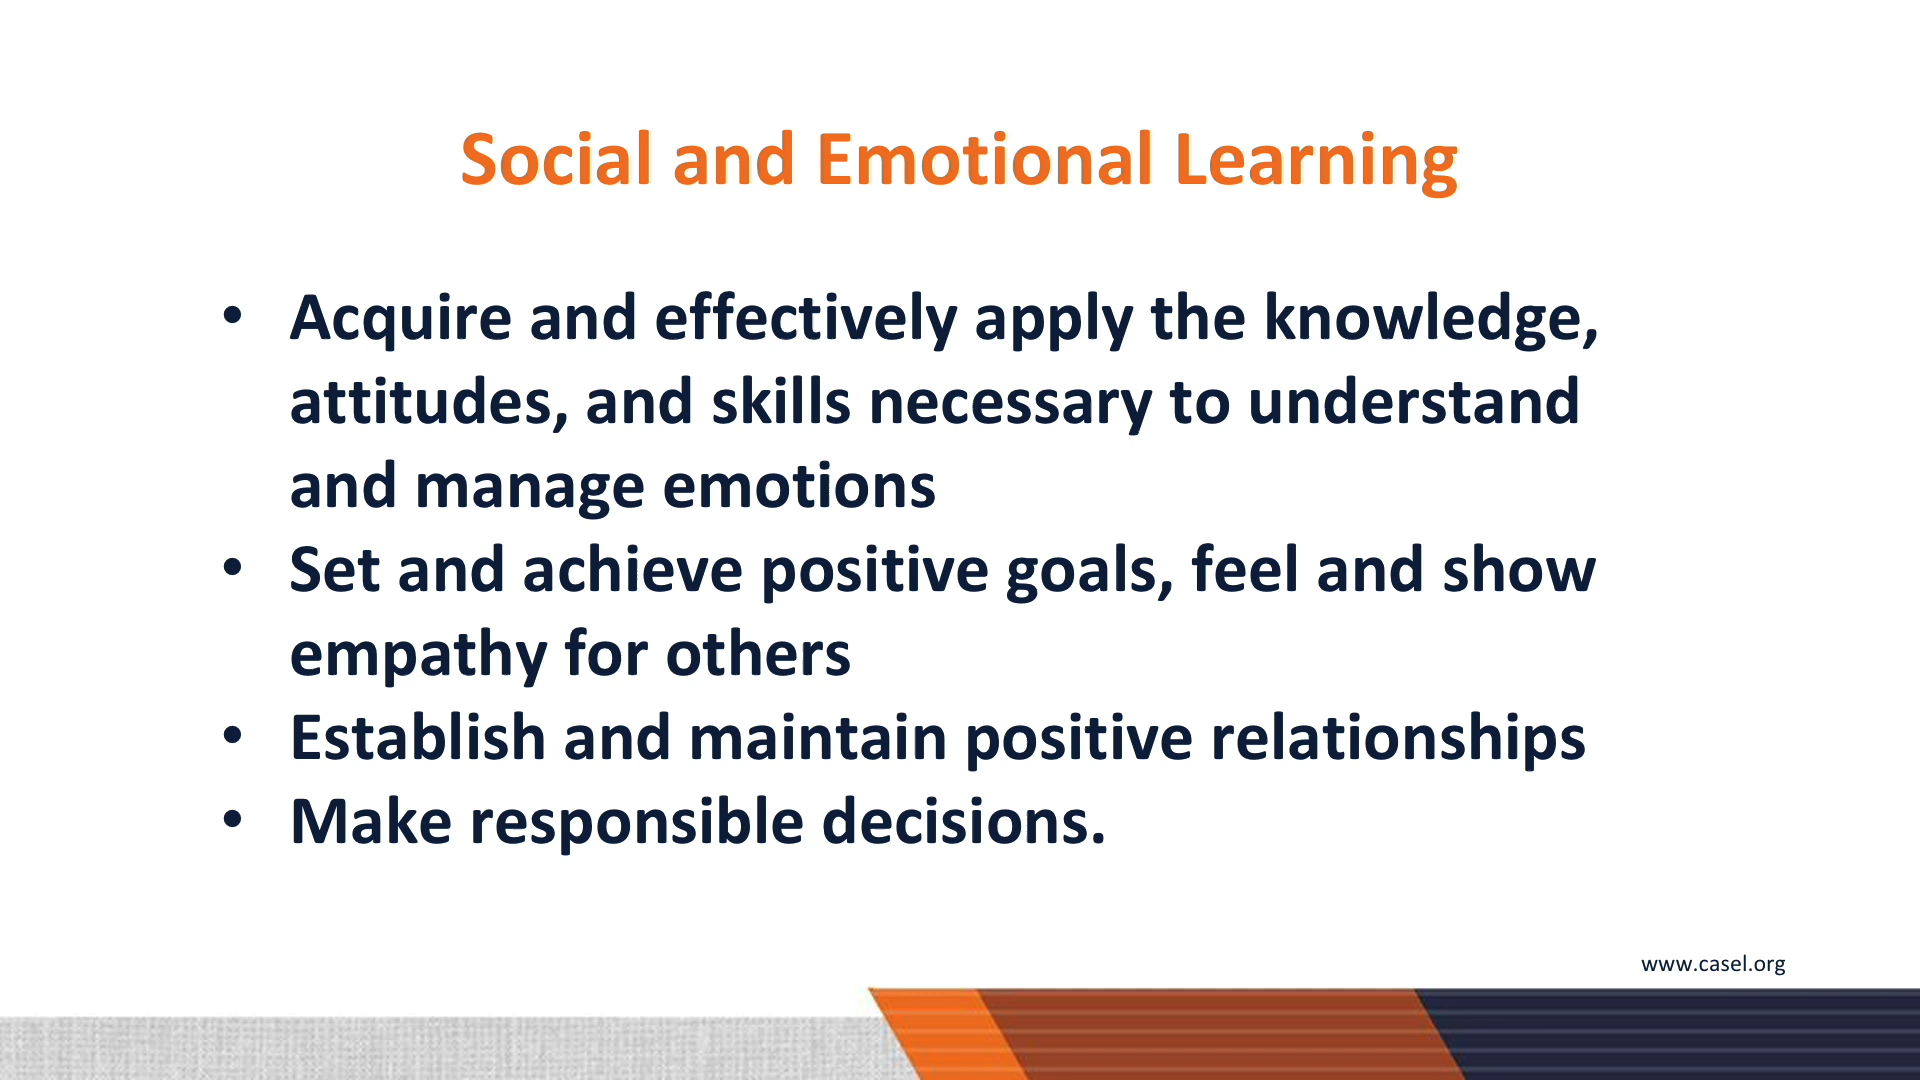 Social and Emotional Learning
• Acquire and effectively apply the knowledge,
attitudes, and skills necessary to understand
and manage emotions
• Set and achieve positive goals, feel and show
empathy for others
• Establish and maintain positive relationships
• Make responsible decisions.
www.casel.org